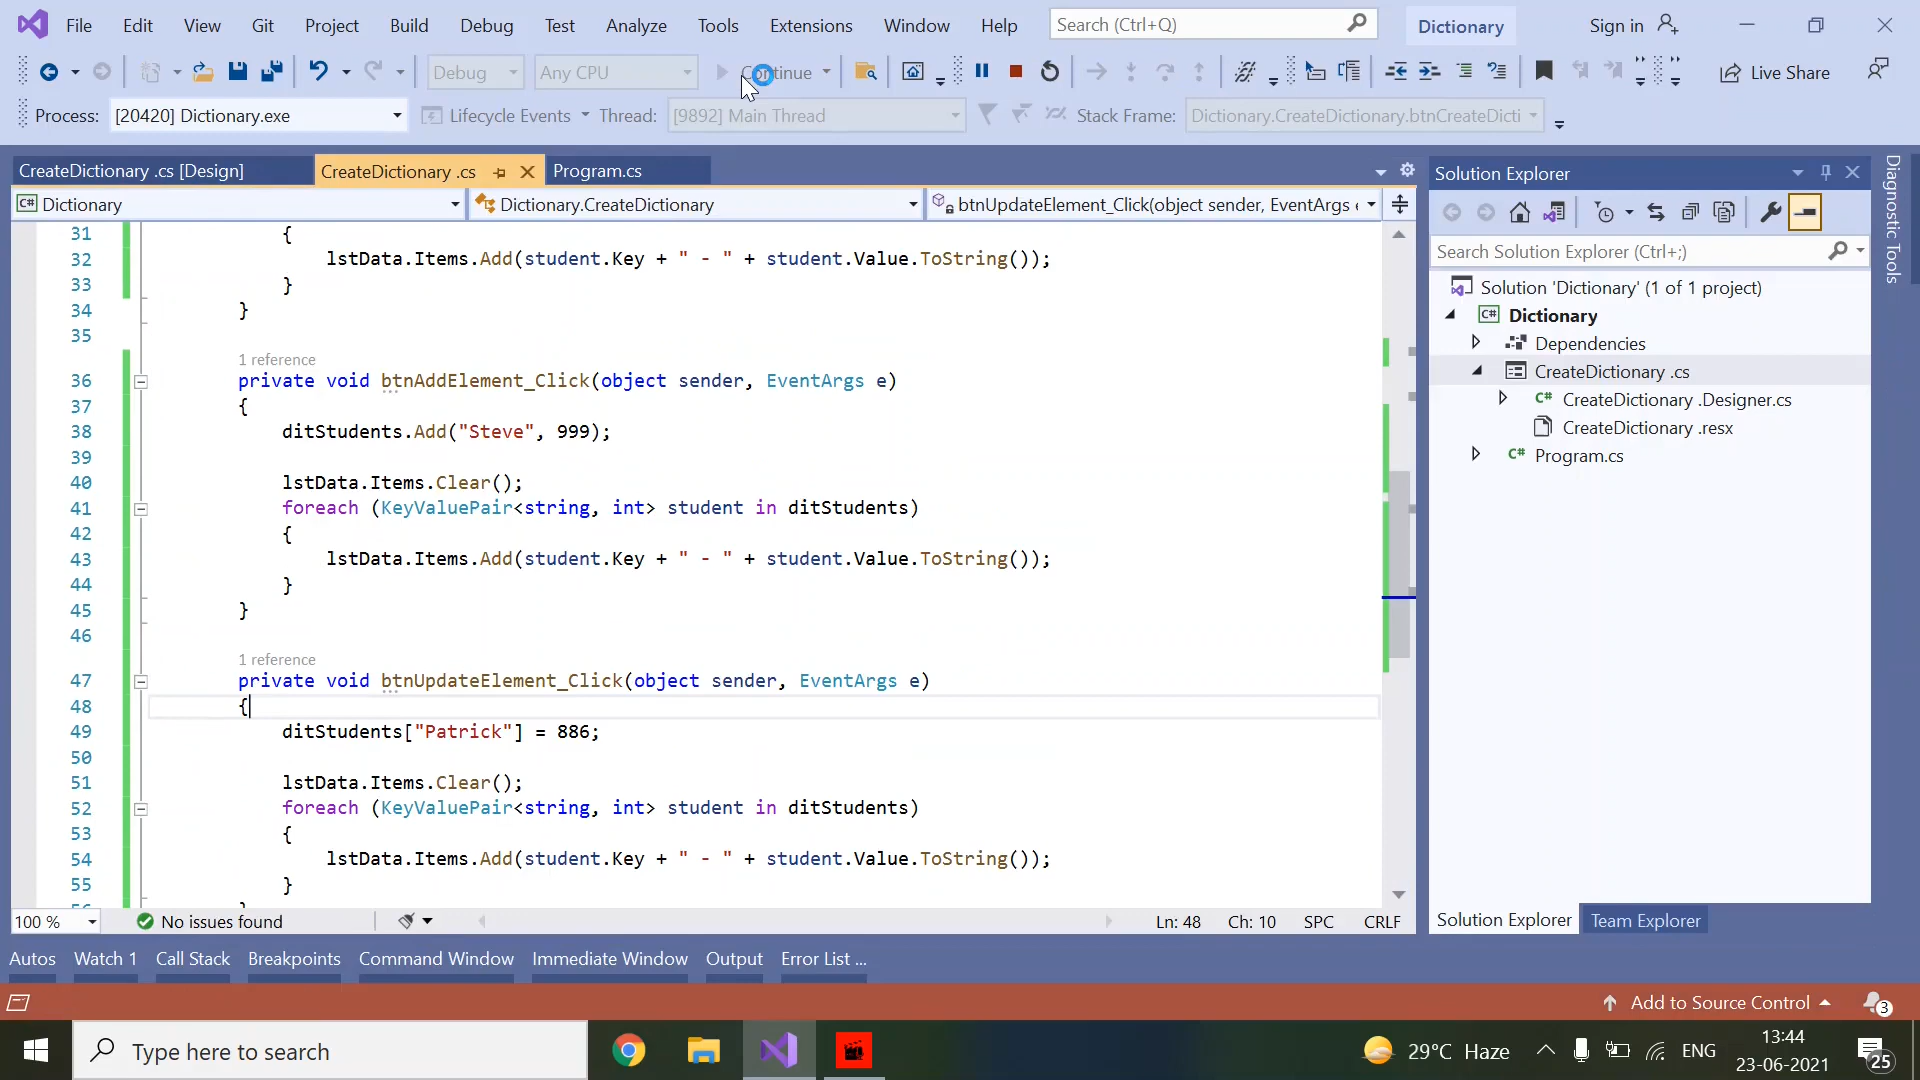 File Edit View Git Project Build Debug Test Analyze Tools Extensions Window Help Search (Ctrl+Q) Dictionary Sign in
Debug Any CPU Continue Live Share
Process: [20420] Dictionary.exe Lifecycle Events Thread: [9892] Main Thread Stack Frame: Dictionary.CreateDictionary.btnCreateDicti
CreateDictionary .cs [Design] CreateDictionary .cs Program.cs
C# Dictionary Dictionary.CreateDictionary btnUpdateElement_Click(object sender, EventArgs e
31 {
32 lstData.Items.Add(student.Key + " - " + student.Value.ToString());
33 }
34 }
35
1 reference
36 private void btnAddElement_Click(object sender, EventArgs e)
37 {
38 ditStudents.Add("Steve", 999);
39
40 lstData.Items.Clear();
41 foreach (KeyValuePair<string, int> student in ditStudents)
42 {
43 lstData.Items.Add(student.Key + " - " + student.Value.ToString());
44 }
45 }
46
1 reference
47 private void btnUpdateElement_Click(object sender, EventArgs e)
48 {
49 ditStudents["Patrick"] = 886;
50
51 lstData.Items.Clear();
52 foreach (KeyValuePair<string, int> student in ditStudents)
53 {
54 lstData.Items.Add(student.Key + " - " + student.Value.ToString());
55 }
100 % No issues found Ln: 48 Ch: 10 SPC CRLF
Solution Explorer
Search Solution Explorer (Ctrl+;)
Solution 'Dictionary' (1 of 1 project)
C# Dictionary
Dependencies
CreateDictionary .cs
C# CreateDictionary .Designer.cs
CreateDictionary .resx
C# Program.cs
Solution Explorer Team Explorer
Diagnostic Tools
Autos Watch 1 Call Stack Breakpoints Command Window Immediate Window Output Error List ...
Add to Source Control 3
Type here to search 29°C Haze ENG 13:44
23-06-2021
25